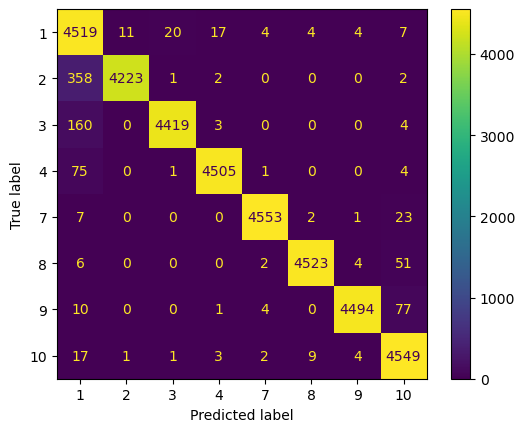 1 4519 11 20 17 4 4 4 7
2 358 4223 1 2 0 0 0 2
3 160 0 4419 3 0 0 0 4
4 75 0 1 4505 1 0 0 4
7 7 0 0 0 4553 2 1 23
8 6 0 0 0 2 4523 4 51
9 10 0 0 1 4 0 4494 77
10 17 1 1 3 2 9 4 4549
1 2 3 4 7 8 9 10
Predicted label
True label
4000
3000
2000
1000
0